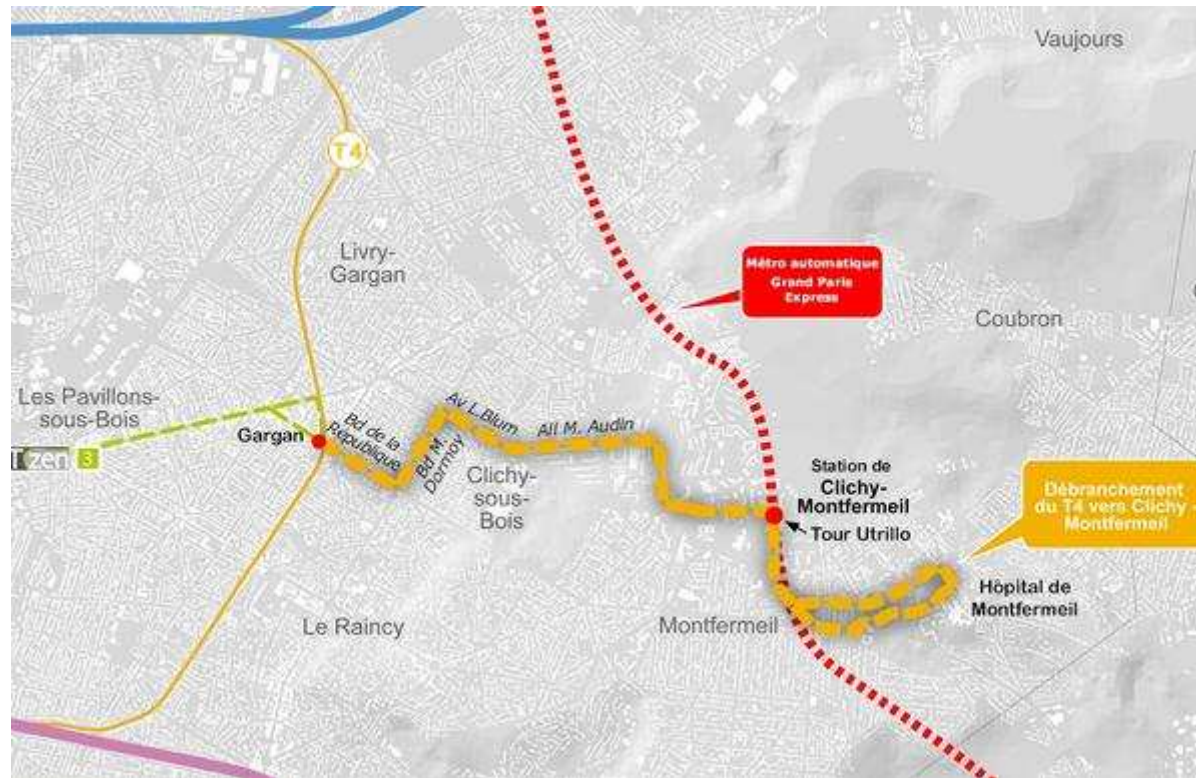 Vaujours
T4
Livry-
Gargan
Métro automatique
Grand Paris
Express
Coubron
Les Pavillons-
sous-Bois
zen 3
Gargan
Bd de la
République
Bd M.
Dormoy
Av L.Blum
All M. Audin
Clichy-
sous-
Bois
Station de
Clichy-
Montfermeil
Tour Utrillo
Débranchement
du T4 vers Clichy
Montfermeil
Hôpital de
Montfermeil
Le Raincy
Montfermeil